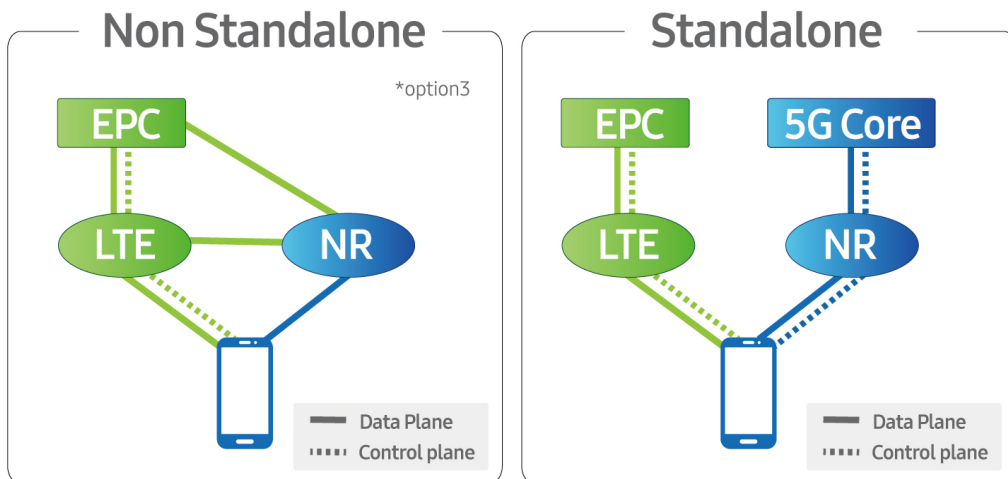 Non Standalone
*option3
EPC
LTE
NR
Data Plane
Control plane
Standalone
EPC
5G Core
LTE
NR
Data Plane
Control plane